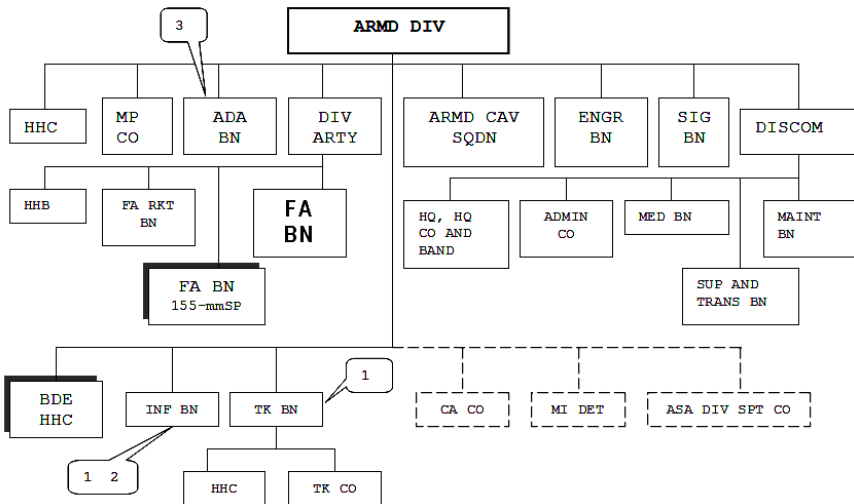 3
ARMD DIV
HHC
MP
CO
ADA
BN
DIV
ARTY
ARMD CAV
SQDN
ENGR
BN
SIG
BN
DISCOM
HHB
FA RKT
BN
FA
BN
HQ, HQ
CO AND
BAND
ADMIN
CO
MED BN
MAINT
BN
FA BN
155-mmSP
SUP AND
TRANS BN
BDE
HHC
INF BN
TK BN
1
CA CO
MI DET
ASA DIV SPT CO
1 2
HHC
TK CO